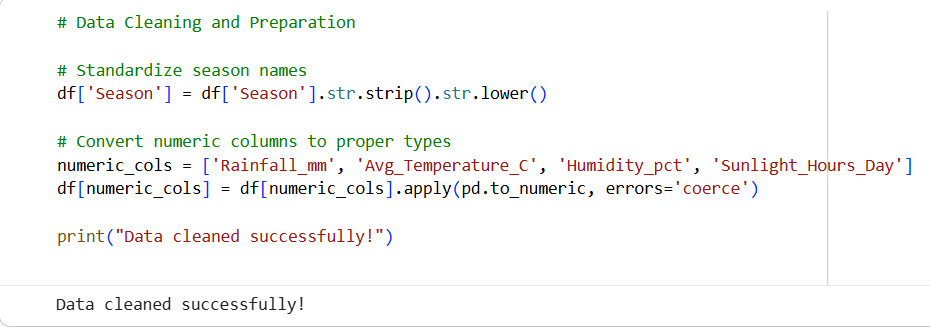 # Data Cleaning and Preparation
# Standardize season names
df['Season'] = df['Season'].str.strip().str.lower()
# Convert numeric columns to proper types
numeric_cols = ['Rainfall_mm', 'Avg_Temperature_C', 'Humidity_pct', 'Sunlight_Hours_Day']
df[numeric_cols] = df[numeric_cols].apply(pd.to_numeric, errors='coerce')
print("Data cleaned successfully!")
Data cleaned successfully!